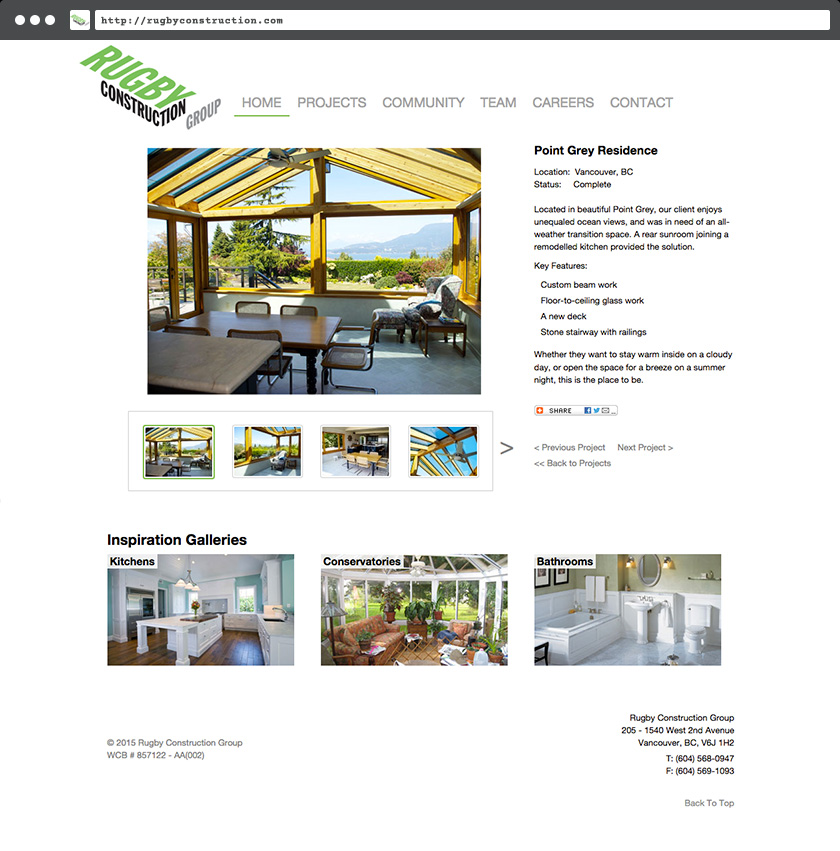 http://rugbyconstruction.com
RUGBY
CONSTRUCTION
GROUP
HOME PROJECTS COMMUNITY TEAM CAREERS CONTACT
Point Grey Residence
Location: Vancouver, BC
Status: Complete
Located in beautiful Point Grey, our client enjoys
unequaled ocean views, and was in need of an all-
weather transition space. A rear sunroom joining a
remodelled kitchen provided the solution.
Key Features:
Custom beam work
Floor-to-ceiling glass work
A new deck
Stone stairway with railings
Whether they want to stay warm inside on a cloudy
day, or open the space for a breeze on a summer
night, this is the place to be.
SHARE
>
< Previous Project Next Project >
<< Back to Projects
Inspiration Galleries
Kitchens
Conservatories
Bathrooms
© 2015 Rugby Construction Group
WCB # 857122 - AA(002)
Rugby Construction Group
205 - 1540 West 2nd Avenue
Vancouver, BC, V6J 1H2
T: (604) 568-0947
F: (604) 569-1093
Back To Top